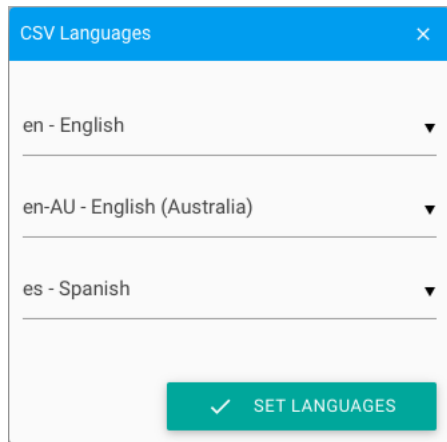 CSV Languages
en - English
en-AU - English (Australia)
es - Spanish
SET LANGUAGES